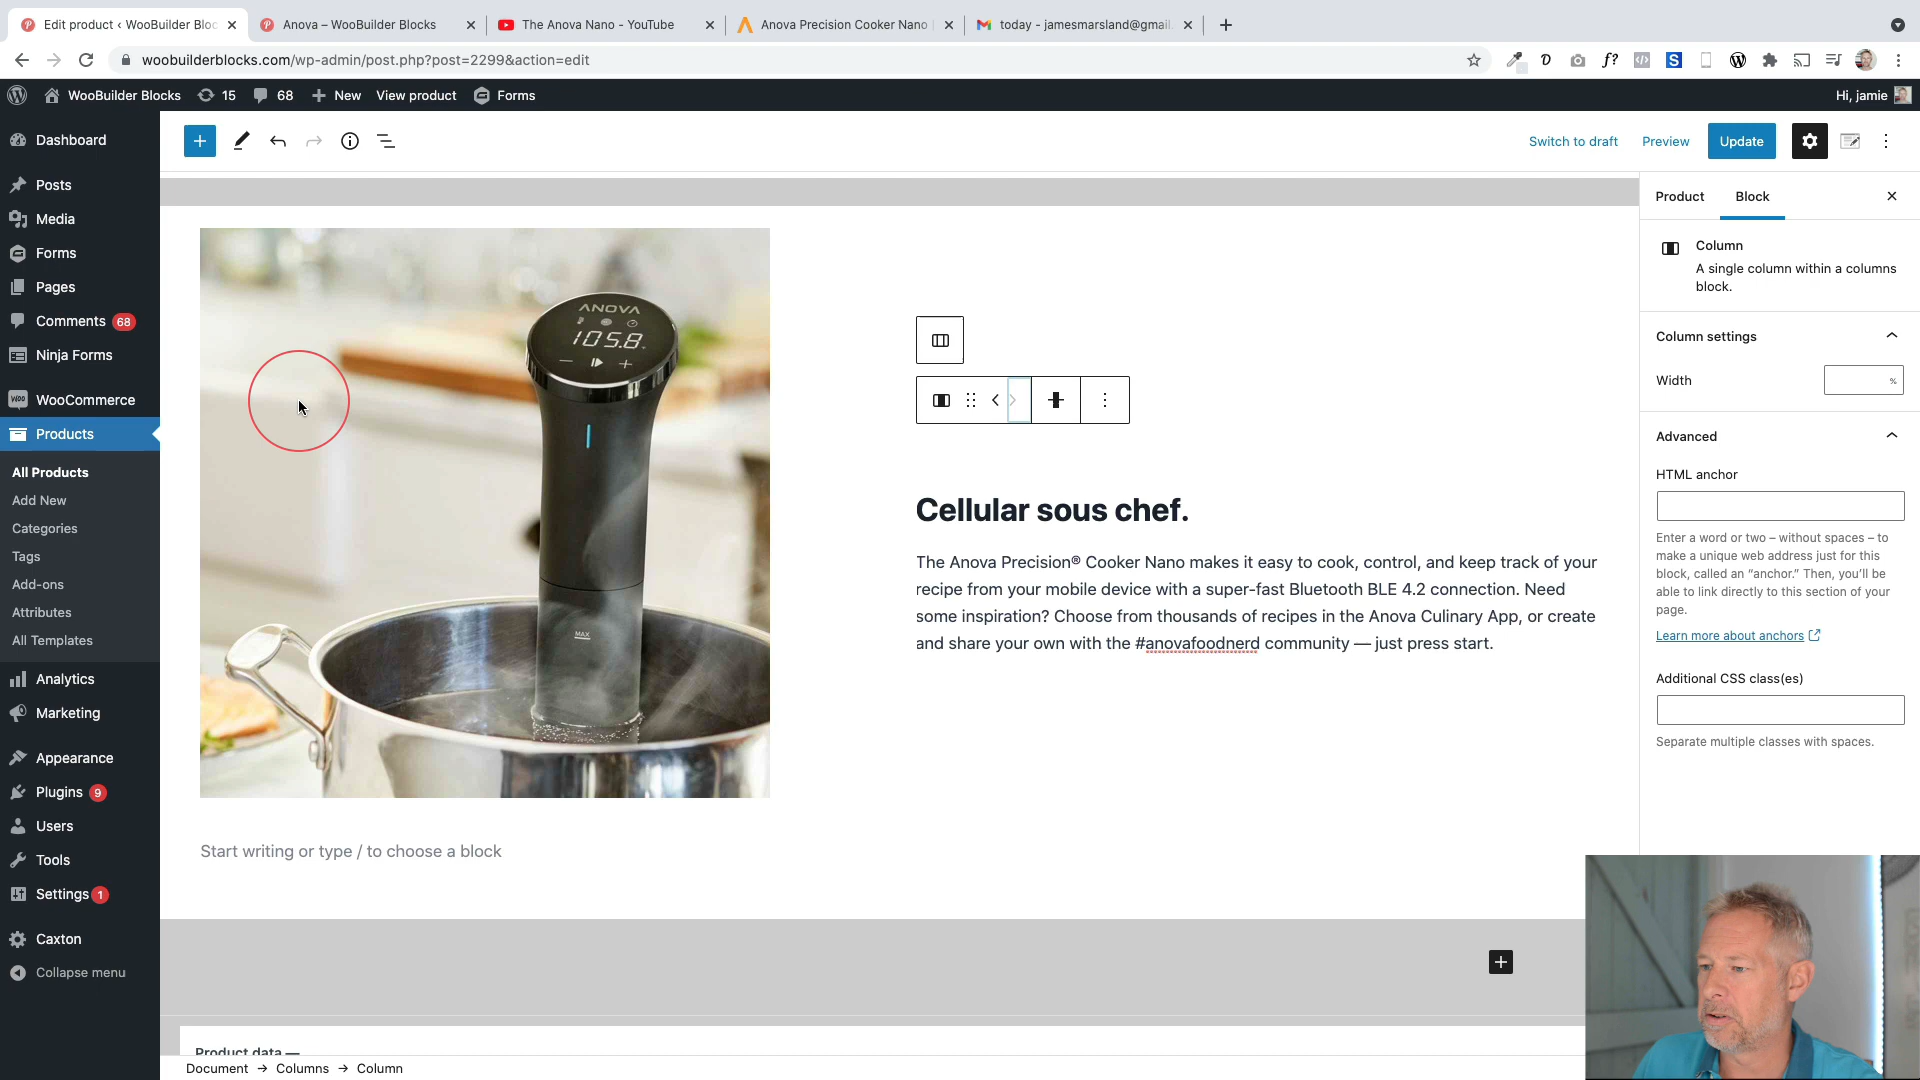 Edit product ‹ WooBuilder Bloc
Anova – WooBuilder Blocks
The Anova Nano - YouTube
Anova Precision Cooker Nano
today - jamesmarsland@gmail.
woobuilderblocks.com/wp-admin/post.php?post=2299&action=edit
WooBuilder Blocks
15
68
New
View product
Forms
Hi, jamie
Dashboard
Posts
Media
Forms
Pages
Comments 68
Ninja Forms
WooCommerce
Products
All Products
Add New
Categories
Tags
Add-ons
Attributes
All Templates
Analytics
Marketing
Appearance
Plugins 9
Users
Tools
Settings 1
Caxton
Collapse menu
Switch to draft
Preview
Update
ANOVA
105.8
MAX
Cellular sous chef.
The Anova Precision® Cooker Nano makes it easy to cook, control, and keep track of your
recipe from your mobile device with a super-fast Bluetooth BLE 4.2 connection. Need
some inspiration? Choose from thousands of recipes in the Anova Culinary App, or create
and share your own with the #anovafoodnerd community — just press start.
Start writing or type / to choose a block
Product data —
Document → Columns → Column
Product
Block
Column
A single column within a columns
block.
Column settings
Width
%
Advanced
HTML anchor
Enter a word or two – without spaces – to
make a unique web address just for this
block, called an “anchor.” Then, you’ll be
able to link directly to this section of your
page.
Learn more about anchors
Additional CSS class(es)
Separate multiple classes with spaces.